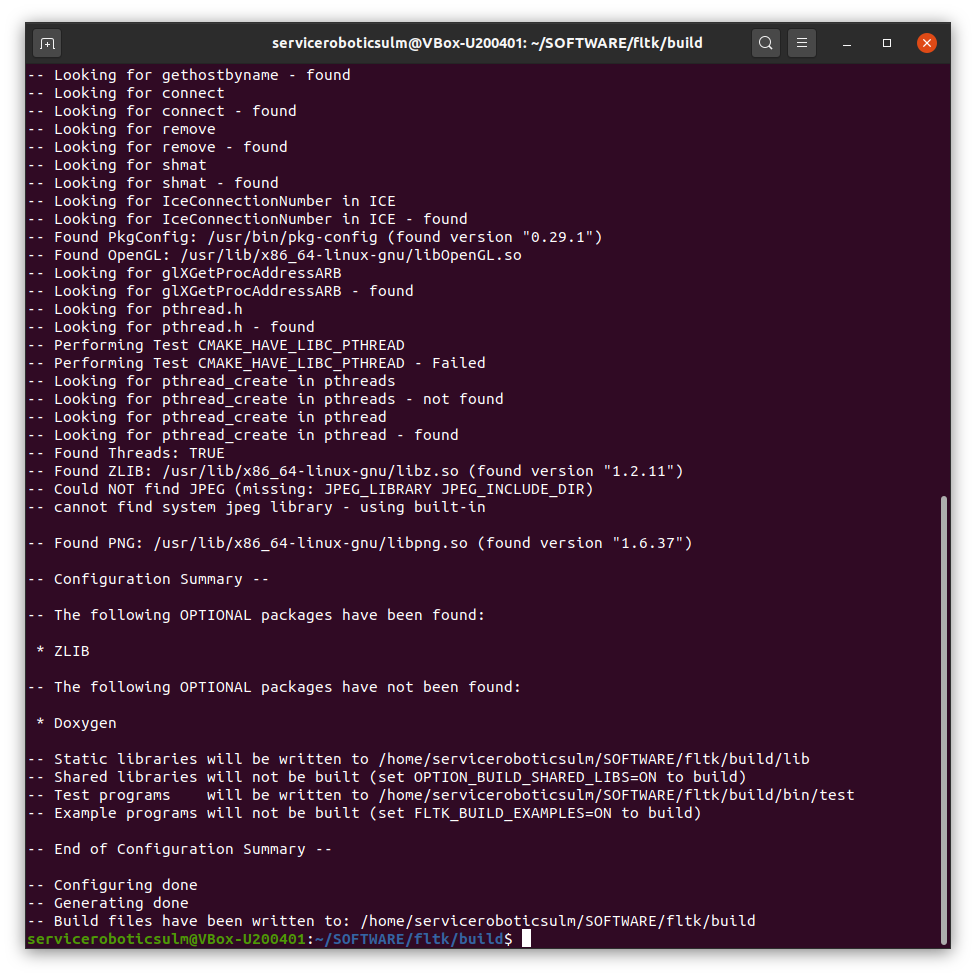 serviceroboticsulm@VBox-U200401: ~/SOFTWARE/fltk/build
-- Looking for gethostbyname - found
-- Looking for connect
-- Looking for connect - found
-- Looking for remove
-- Looking for remove - found
-- Looking for shmat
-- Looking for shmat - found
-- Looking for IceConnectionNumber in ICE
-- Looking for IceConnectionNumber in ICE - found
-- Found PkgConfig: /usr/bin/pkg-config (found version "0.29.1")
-- Found OpenGL: /usr/lib/x86_64-linux-gnu/libOpenGL.so
-- Looking for glXGetProcAddressARB
-- Looking for glXGetProcAddressARB - found
-- Looking for pthread.h
-- Looking for pthread.h - found
-- Performing Test CMAKE_HAVE_LIBC_PTHREAD
-- Performing Test CMAKE_HAVE_LIBC_PTHREAD - Failed
-- Looking for pthread_create in pthreads
-- Looking for pthread_create in pthreads - not found
-- Looking for pthread_create in pthread
-- Looking for pthread_create in pthread - found
-- Found Threads: TRUE
-- Found ZLIB: /usr/lib/x86_64-linux-gnu/libz.so (found version "1.2.11")
-- Could NOT find JPEG (missing: JPEG_LIBRARY JPEG_INCLUDE_DIR)
-- cannot find system jpeg library - using built-in
-- Found PNG: /usr/lib/x86_64-linux-gnu/libpng.so (found version "1.6.37")
-- Configuration Summary --
-- The following OPTIONAL packages have been found:
* ZLIB
-- The following OPTIONAL packages have not been found:
* Doxygen
-- Static libraries will be written to /home/serviceroboticsulm/SOFTWARE/fltk/build/lib
-- Shared libraries will not be built (set OPTION_BUILD_SHARED_LIBS=ON to build)
-- Test programs    will be written to /home/serviceroboticsulm/SOFTWARE/fltk/build/bin/test
-- Example programs will not be built (set FLTK_BUILD_EXAMPLES=ON to build)
-- End of Configuration Summary --
-- Configuring done
-- Generating done
-- Build files have been written to: /home/serviceroboticsulm/SOFTWARE/fltk/build
serviceroboticsulm@VBox-U200401:~/SOFTWARE/fltk/build$